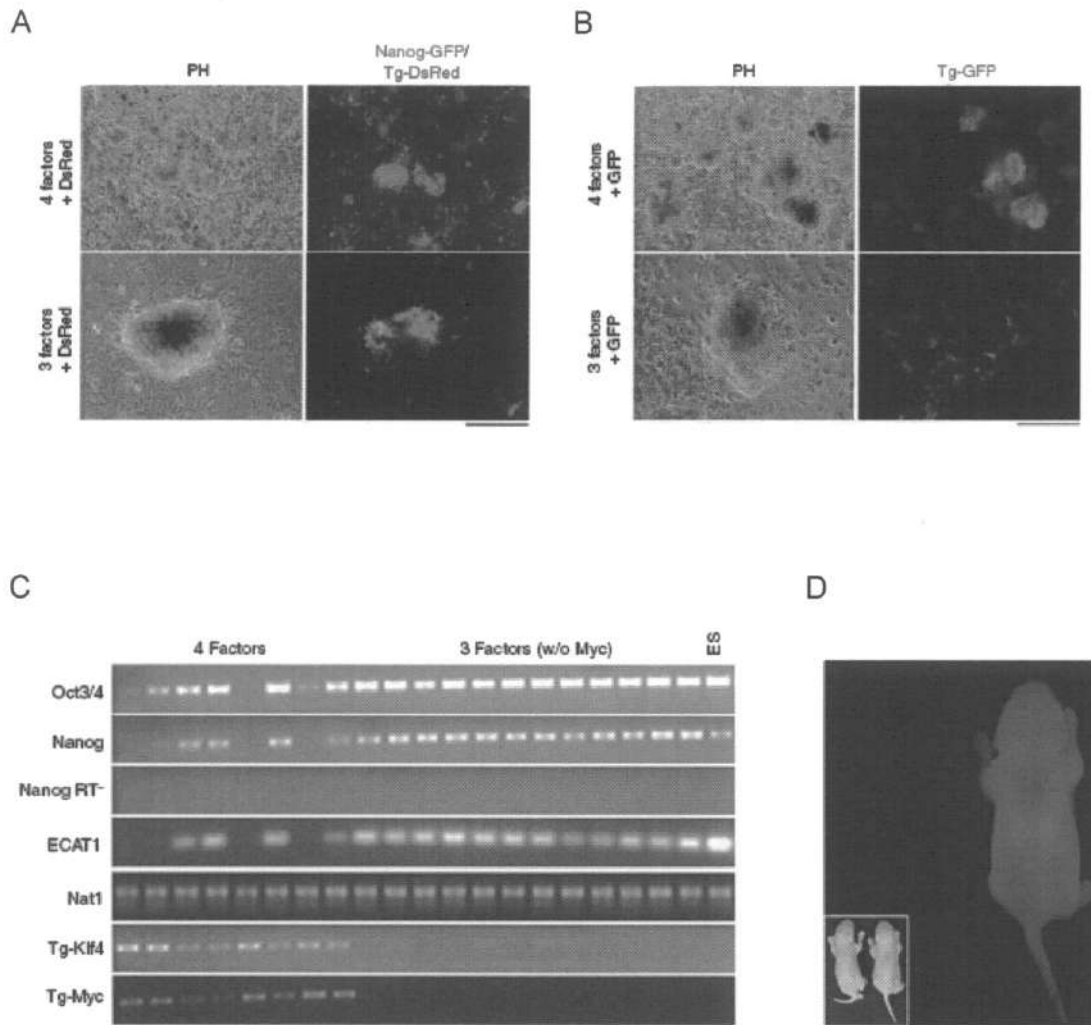 A
B
Nanog-GFP/
PH
Tg-DsRed
PH
Tg-GFP
4 factors
+ DsRed
3 factors
+ DsRed
4 factors
+ GFP
3 factors
+ GFP
C
D
4 Factors
3 Factors (w/o Myc)
ES
Oct3/4
Nanog
Nanog RT-
ECAT1
Nat1
Tg-Klf4
Tg-Myc